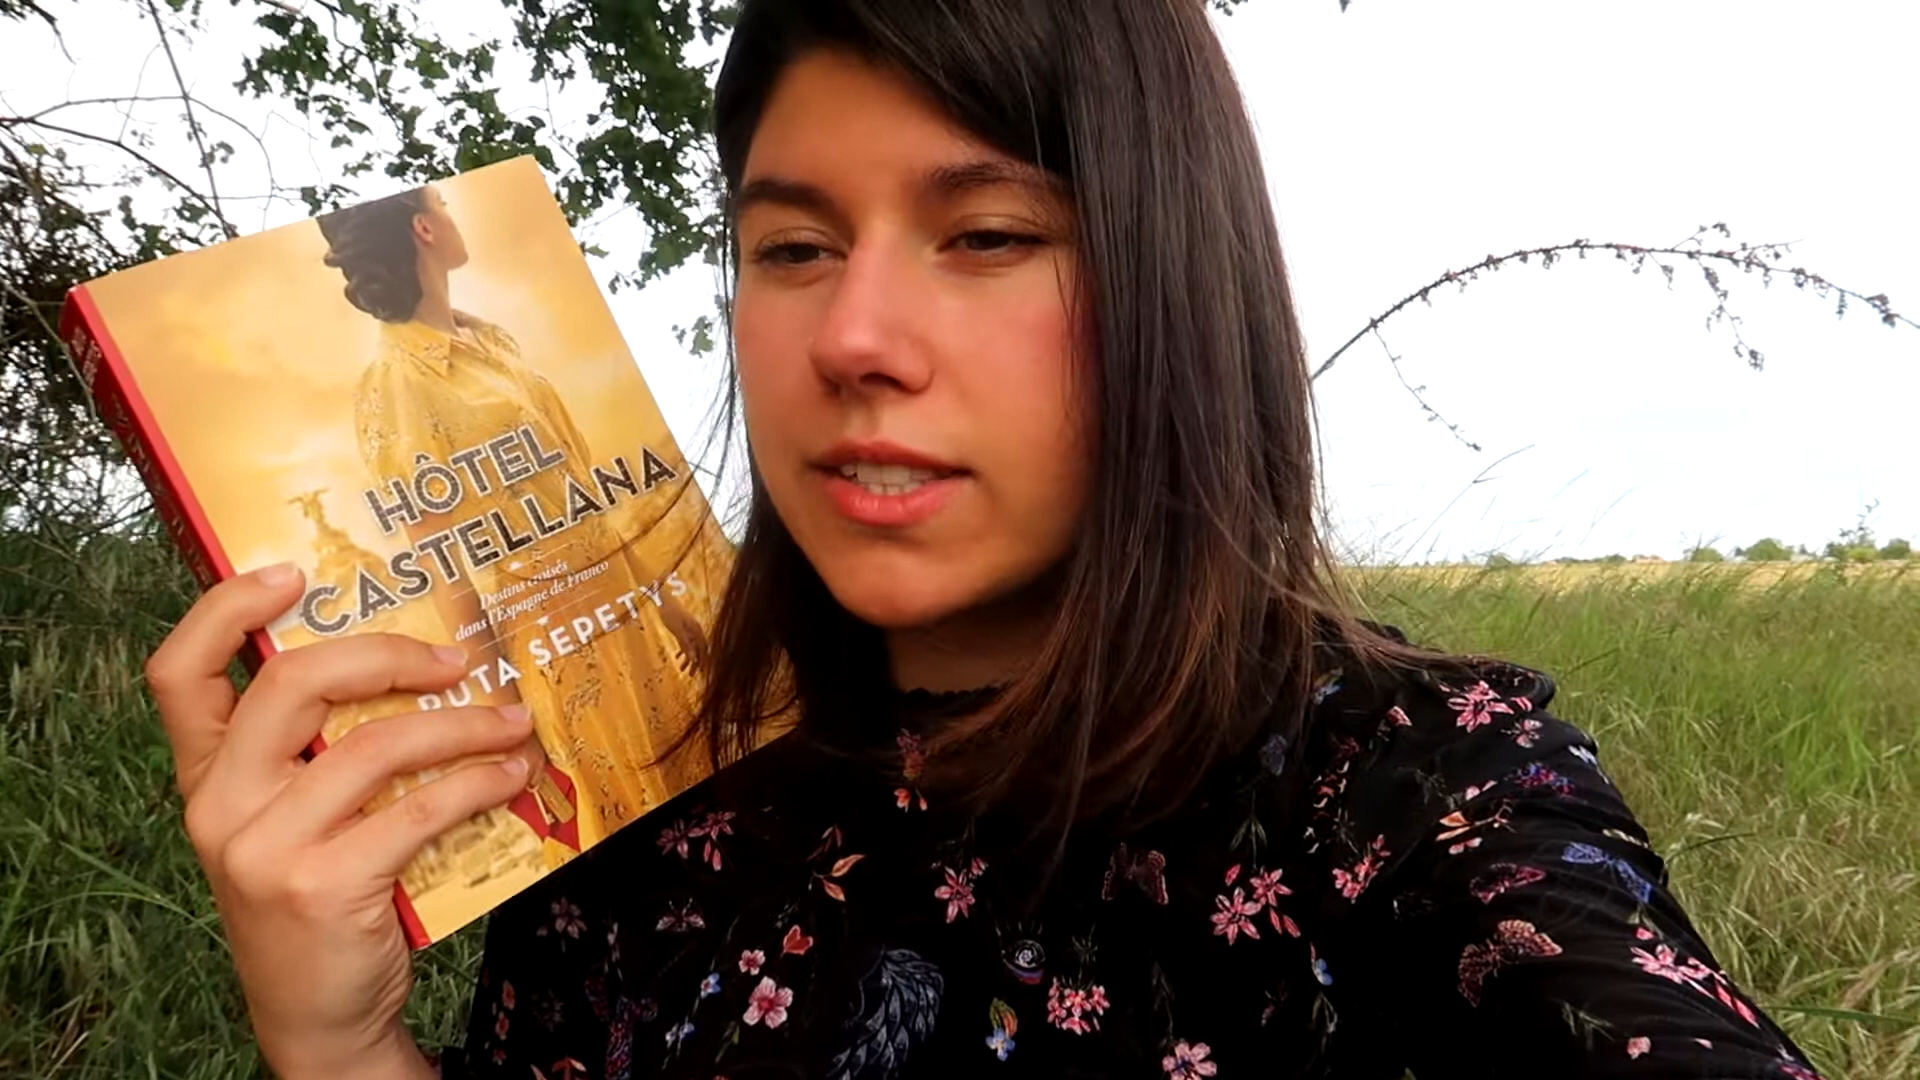 HÔTEL
CASTELLANA
Destins croisés
dans l'Espagne de Franco
RUTA SEPETYS